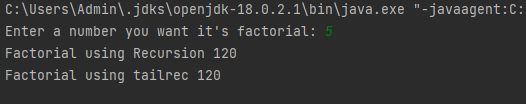 C:\Users\Admin\.jdks\openjdk-18.0.2.1\bin\java.exe "-javaagent:C:
Enter a number you want it's factorial: 5
Factorial using Recursion 120
Factorial using tailrec 120